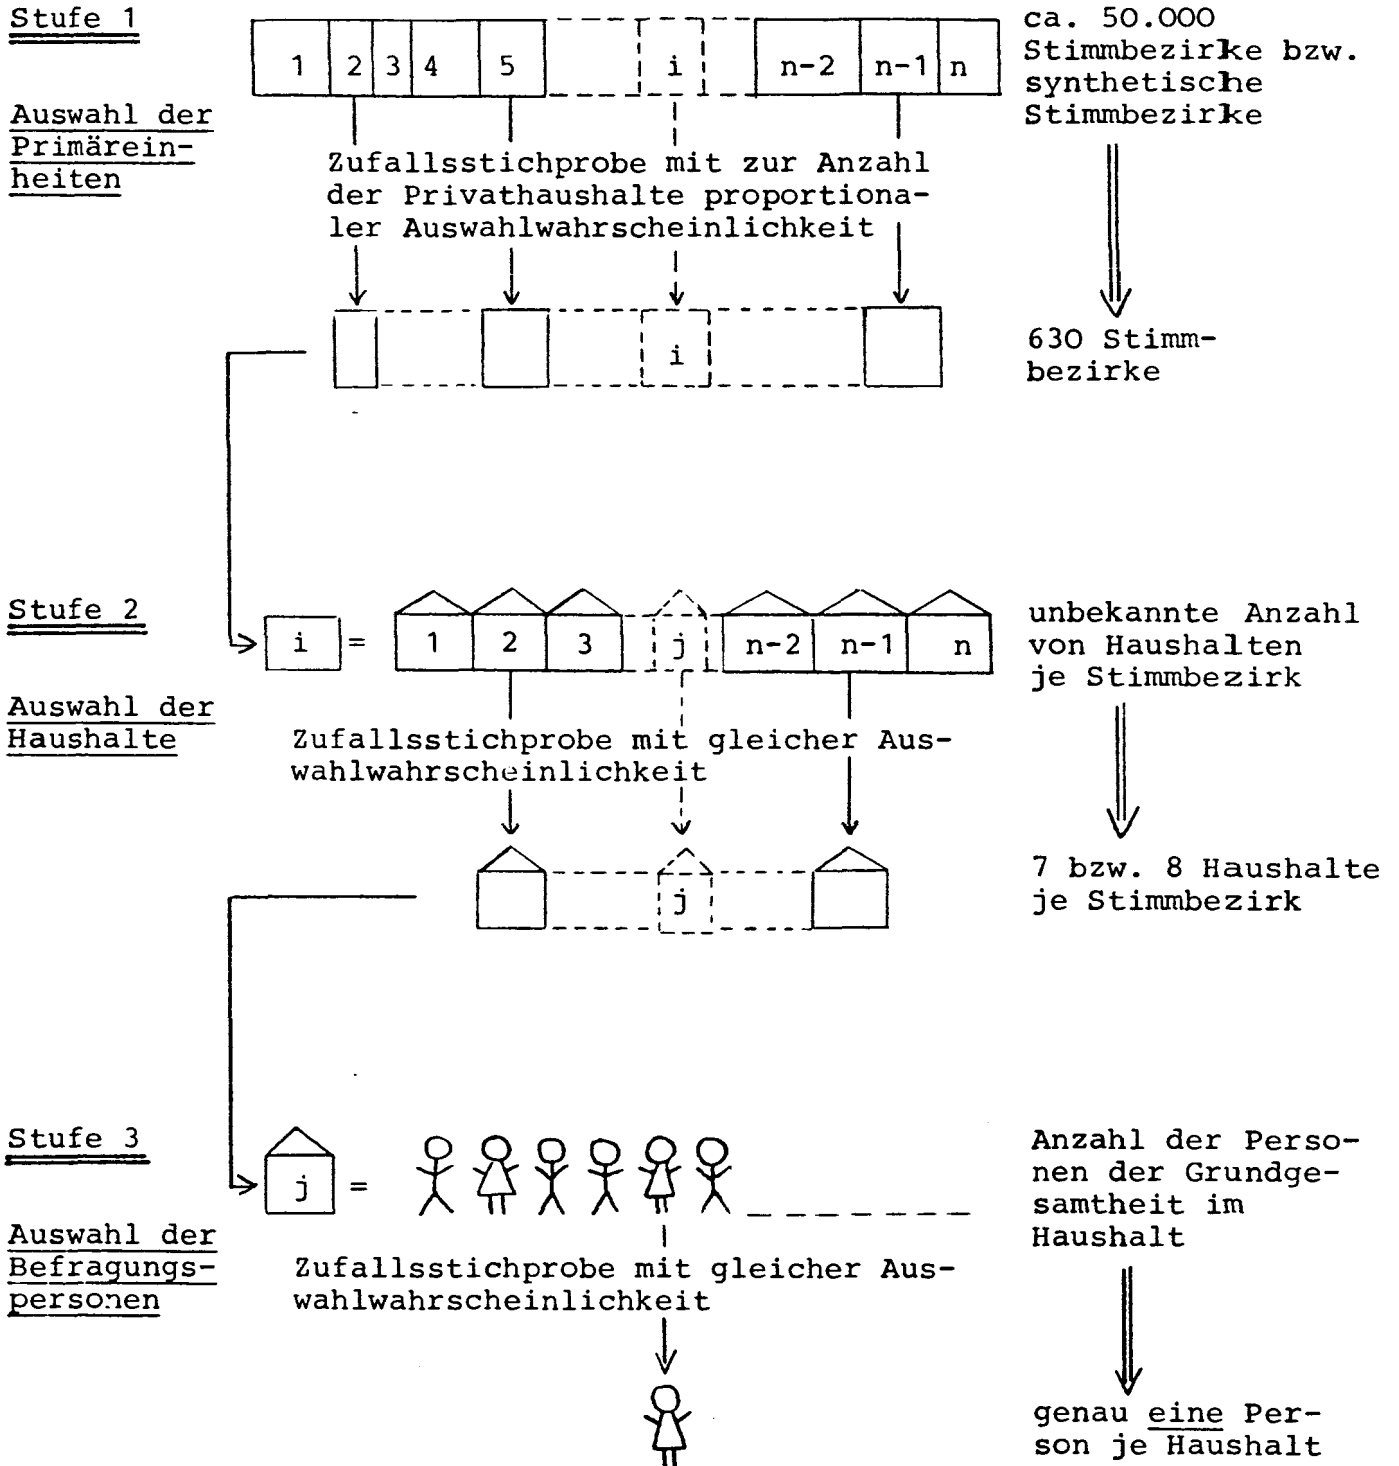 Stufe 1
1 2 3 4 5 i n-2 n-1 n
ca. 50.000
Stimmbezirke bzw.
synthetische
Stimmbezirke
Auswahl der
Primärein-
heiten
Zufallsstichprobe mit zur Anzahl
der Privathaushalte proportiona-
ler Auswahlwahrscheinlichkeit
i
630 Stimm-
bezirke
Stufe 2
i = 1 2 3 j n-2 n-1 n
unbekannte Anzahl
von Haushalten
je Stimmbezirk
Auswahl der
Haushalte
Zufallsstichprobe mit gleicher Aus-
wahlwahrscheinlichkeit
j
7 bzw. 8 Haushalte
je Stimmbezirk
Stufe 3
j =
Anzahl der Perso-
nen der Grundge-
samtheit im
Haushalt
Auswahl der
Befragungs-
personen
Zufallsstichprobe mit gleicher Aus-
wahlwahrscheinlichkeit
genau eine Per-
son je Haushalt